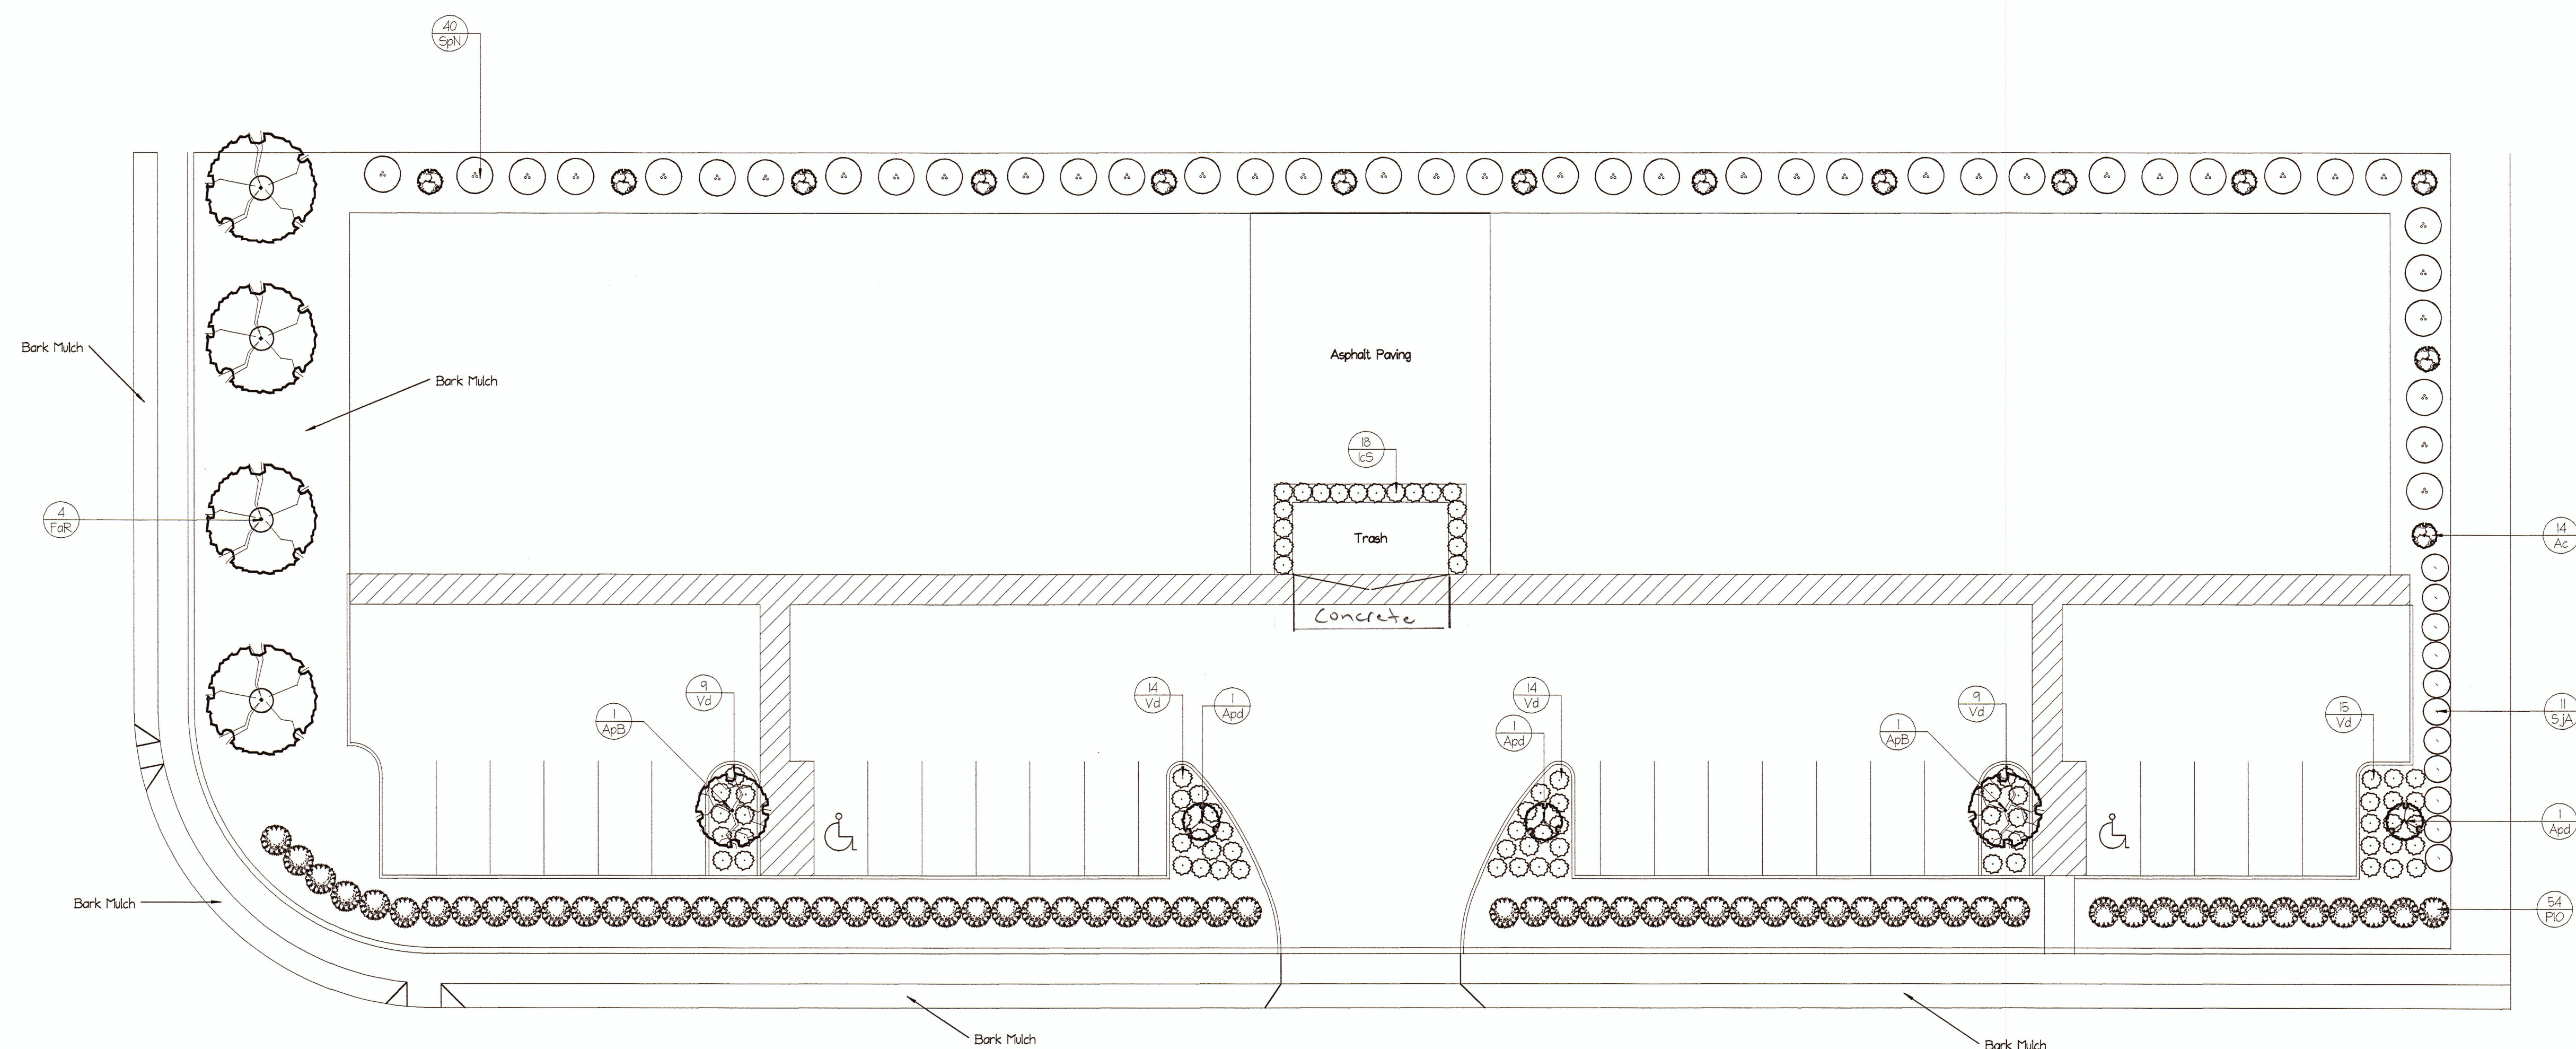 40
SpN
Bark Mulch
Asphalt Paving
Bark Mulch
18
IcS
4
FaR
Trash
14
Ac
Concrete
9
Vd
14
Vd
1
Apd
14
Vd
9
Vd
11
SjA
15
Vd
1
ApB
1
Apd
1
ApB
1
Apd
Bark Mulch
54
PlO
Bark Mulch
Bark Mulch